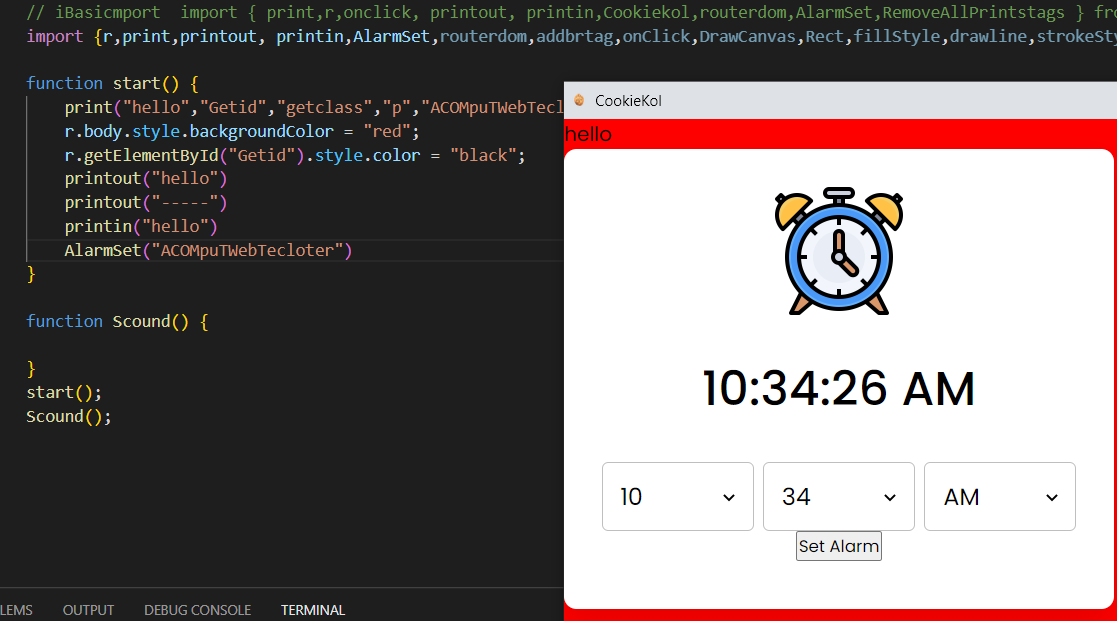 // iBasicmport  import { print,r,onclick, printout, printin,Cookiekol,routerdom,AlarmSet,RemoveAllPrintstags }
import {r,print,printout, printin,AlarmSet,routerdom,addbrtag,onClick,DrawCanvas,Rect,fillStyle,drawline,
function start() {
print("hello","Getid","getclass","p","ACOMpuTWebTecl
r.body.style.backgroundColor = "red";
r.getElementById("Getid").style.color = "black";
printout("hello")
printout("-----")
printin("hello")
AlarmSet("ACOMpuTWebTecloter")
}
function Scound() {
}
start();
Scound();
LEMS OUTPUT DEBUG CONSOLE TERMINAL
CookieKol
hello
10:34:26 AM
10 34 AM
Set Alarm